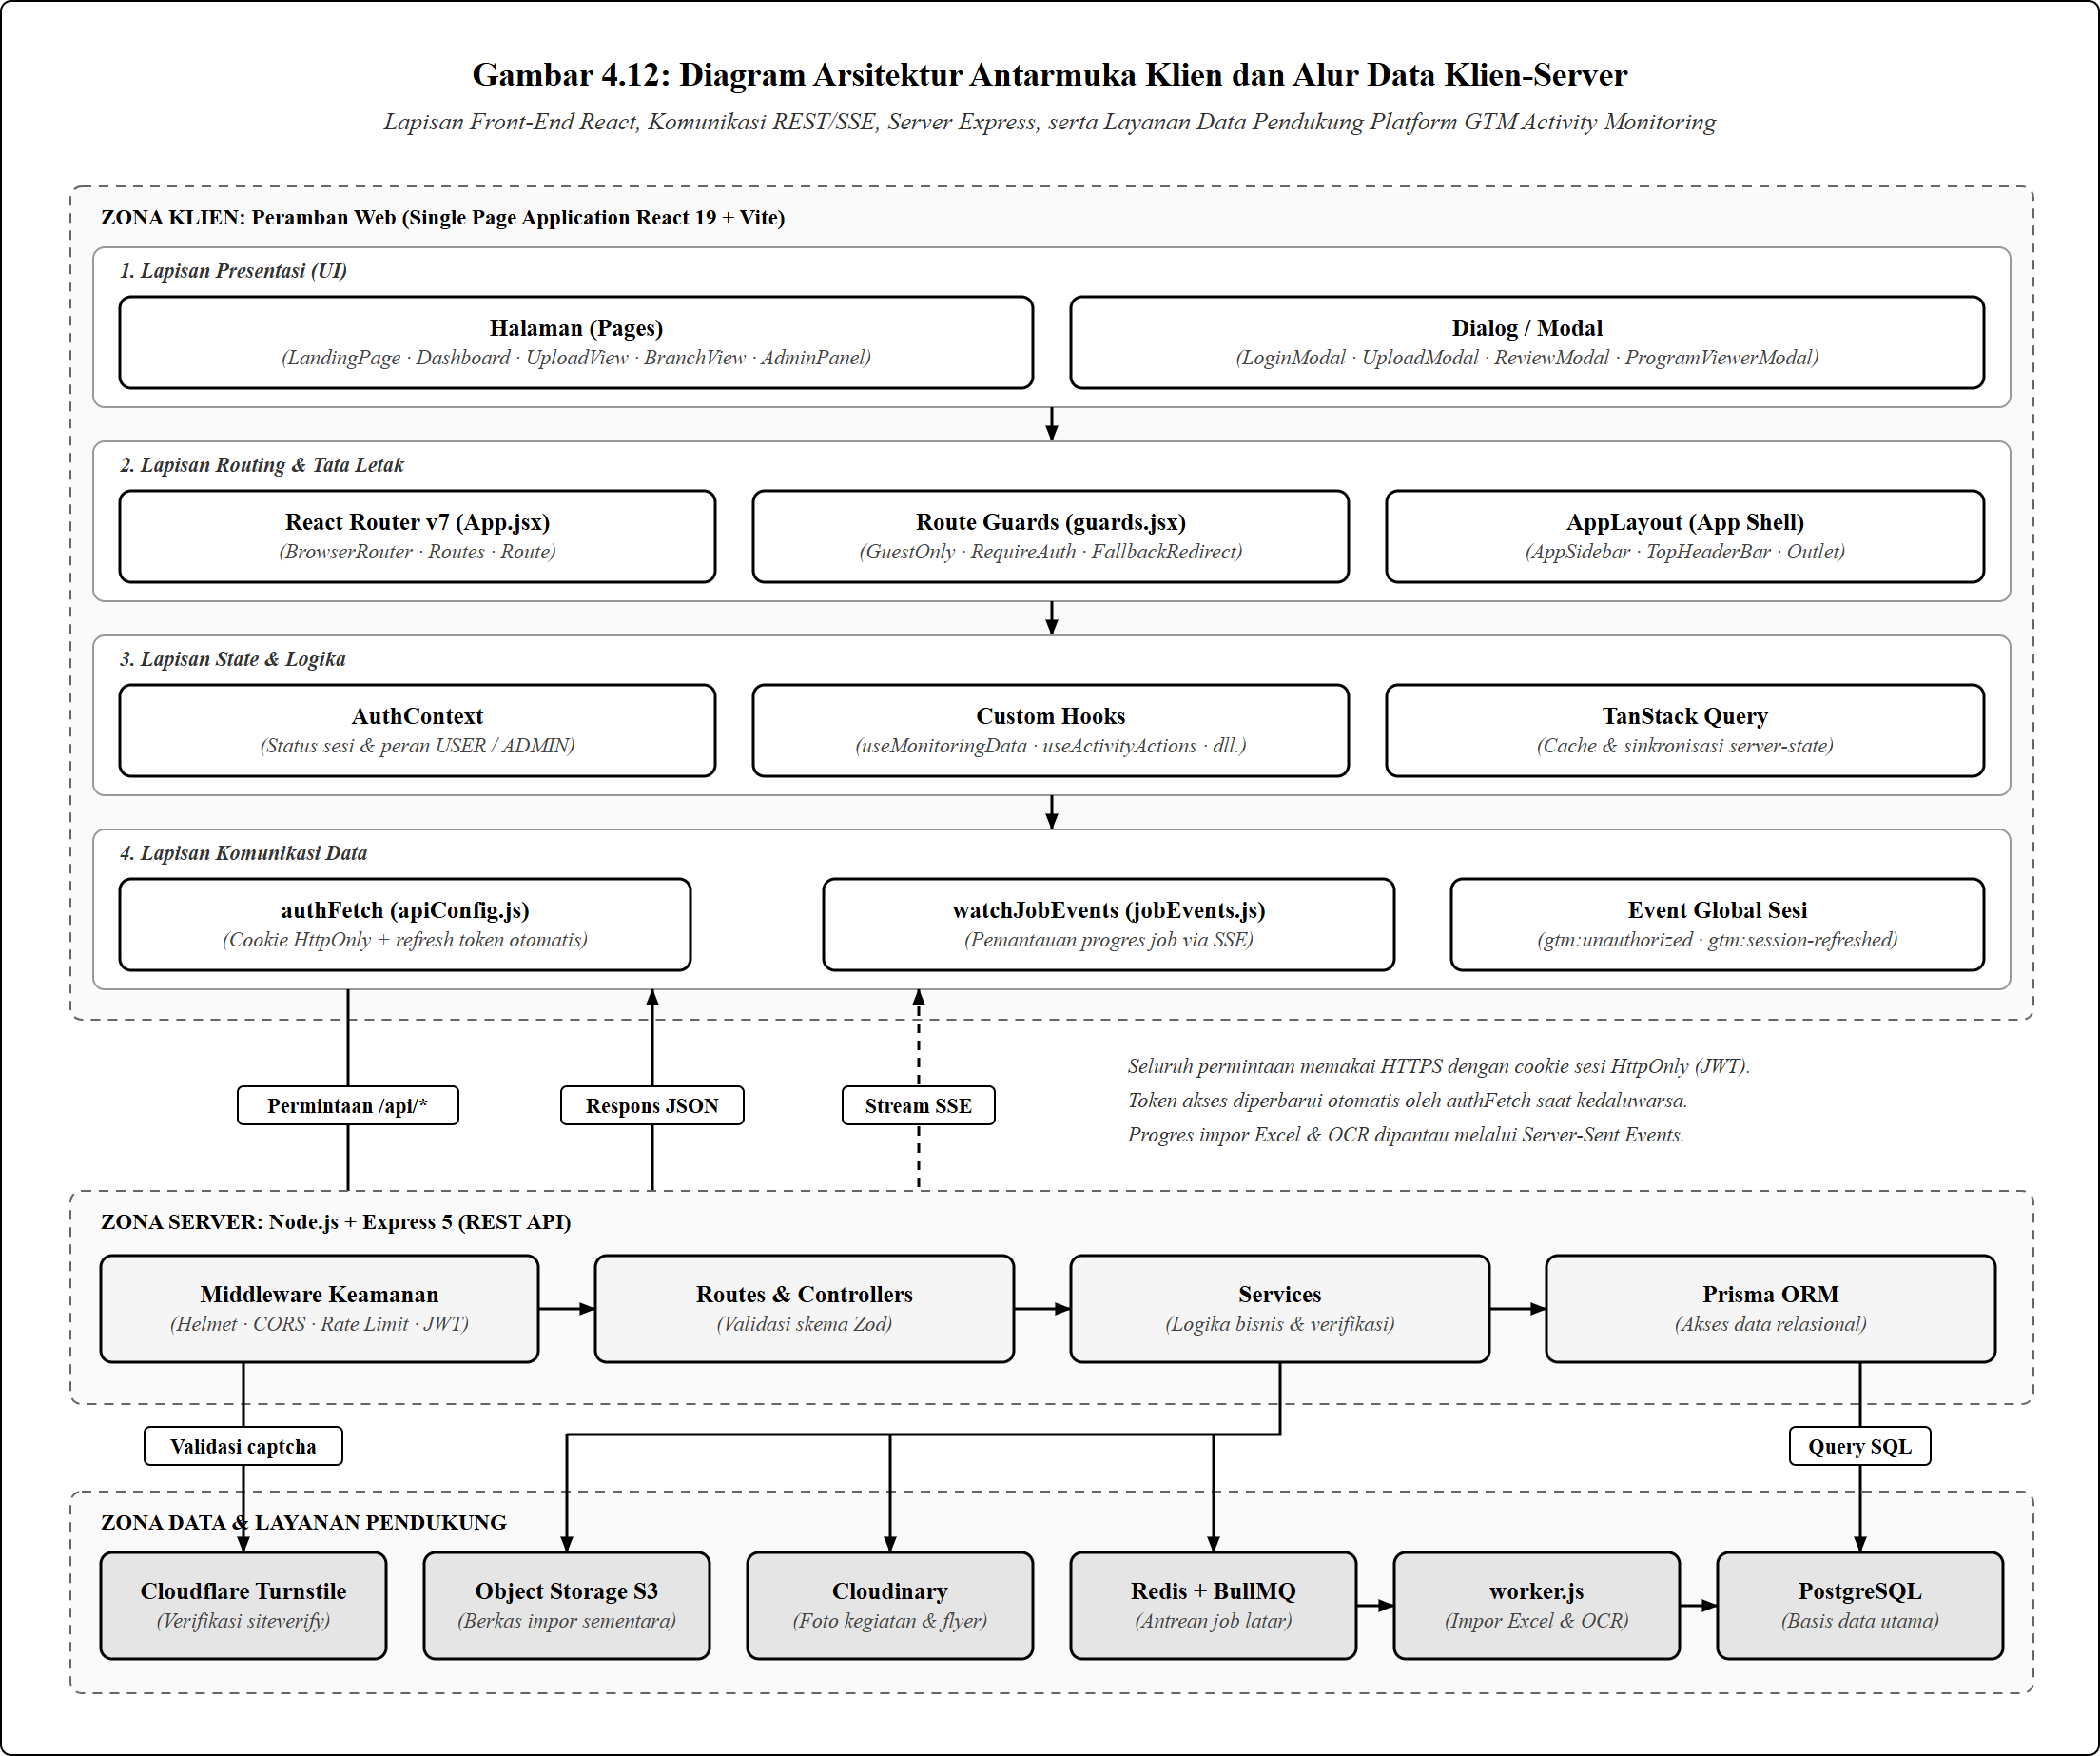 Gambar 4.12: Diagram Arsitektur Antarmuka Klien dan Alur Data Klien-Server
Lapisan Front-End React, Komunikasi REST/SSE, Server Express, serta Layanan Data Pendukung Platform GTM Activity Monitoring
ZONA KLIEN: Peramban Web (Single Page Application React 19 + Vite)
1. Lapisan Presentasi (UI)
Halaman (Pages)
(LandingPage · Dashboard · UploadView · BranchView · AdminPanel)
Dialog / Modal
(LoginModal · UploadModal · ReviewModal · ProgramViewerModal)
2. Lapisan Routing & Tata Letak
React Router v7 (App.jsx)
(BrowserRouter · Routes · Route)
Route Guards (guards.jsx)
(GuestOnly · RequireAuth · FallbackRedirect)
AppLayout (App Shell)
(AppSidebar · TopHeaderBar · Outlet)
3. Lapisan State & Logika
AuthContext
(Status sesi & peran USER / ADMIN)
Custom Hooks
(useMonitoringData · useActivityActions · dll.)
TanStack Query
(Cache & sinkronisasi server-state)
4. Lapisan Komunikasi Data
authFetch (apiConfig.js)
(Cookie HttpOnly + refresh token otomatis)
watchJobEvents (jobEvents.js)
(Pemantauan progres job via SSE)
Event Global Sesi
(gtm:unauthorized · gtm:session-refreshed)
Permintaan /api/*
Respons JSON
Stream SSE
Seluruh permintaan memakai HTTPS dengan cookie sesi HttpOnly (JWT).
Token akses diperbarui otomatis oleh authFetch saat kedaluwarsa.
Progres impor Excel & OCR dipantau melalui Server-Sent Events.
ZONA SERVER: Node.js + Express 5 (REST API)
Middleware Keamanan
(Helmet · CORS · Rate Limit · JWT)
Routes & Controllers
(Validasi skema Zod)
Services
(Logika bisnis & verifikasi)
Prisma ORM
(Akses data relasional)
Validasi captcha
Query SQL
ZONA DATA & LAYANAN PENDUKUNG
Cloudflare Turnstile
(Verifikasi siteverify)
Object Storage S3
(Berkas impor sementara)
Cloudinary
(Foto kegiatan & flyer)
Redis + BullMQ
(Antrean job latar)
worker.js
(Impor Excel & OCR)
PostgreSQL
(Basis data utama)